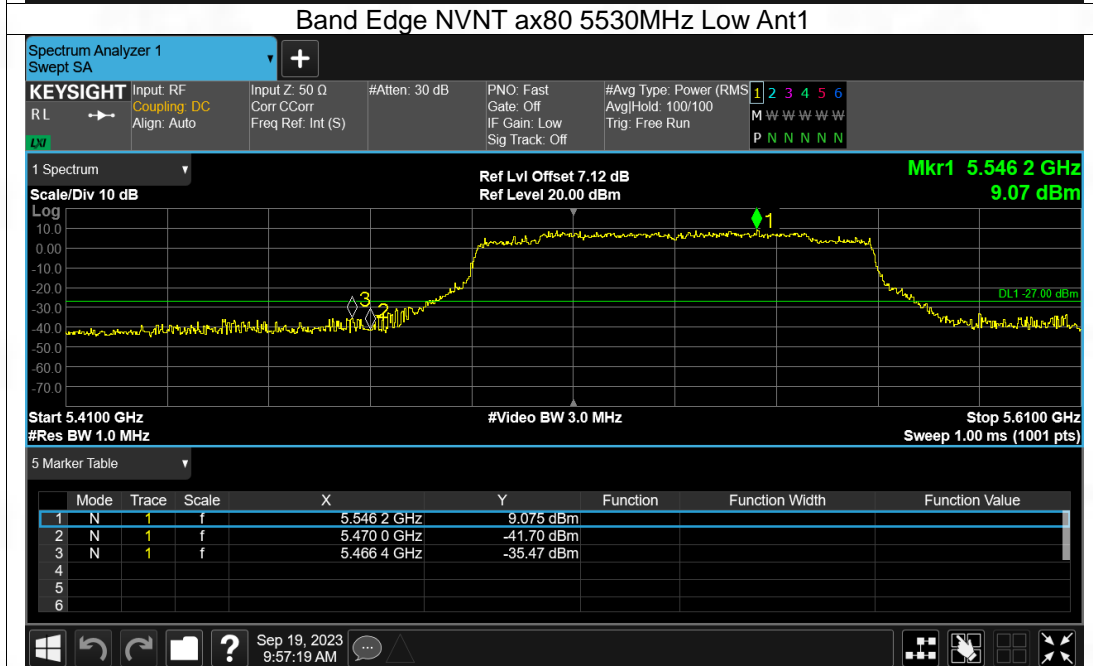 Band Edge NVNT ax80 5530MHz Low Ant1
Spectrum Analyzer 1
Swept SA
+
KEYSIGHT
RL
LXI
Input: RF
Coupling: DC
Align: Auto
Input Z: 50 Ω
Corr CCorr
Freq Ref: Int (S)
#Atten: 30 dB
PNO: Fast
Gate: Off
IF Gain: Low
Sig Track: Off
#Avg Type: Power (RMS
Avg|Hold: 100/100
Trig: Free Run
1 2 3 4 5 6
M W W W W W W
P N N N N N
1 Spectrum
Scale/Div 10 dB
Ref Lvl Offset 7.12 dB
Ref Level 20.00 dBm
Mkr1 5.546 2 GHz
9.07 dBm
Log
10.0
0.00
-10.0
-20.0
-30.0
-40.0
-50.0
-60.0
-70.0
1
3
2
DL1 -27.00 dBm
Start 5.4100 GHz
#Res BW 1.0 MHz
#Video BW 3.0 MHz
Stop 5.6100 GHz
Sweep 1.00 ms (1001 pts)
5 Marker Table
Mode Trace Scale X Y Function Function Width Function Value
1 N 1 f 5.546 2 GHz 9.075 dBm
2 N 1 f 5.470 0 GHz -41.70 dBm
3 N 1 f 5.466 4 GHz -35.47 dBm
4
5
6
?
Sep 19, 2023
9:57:19 AM